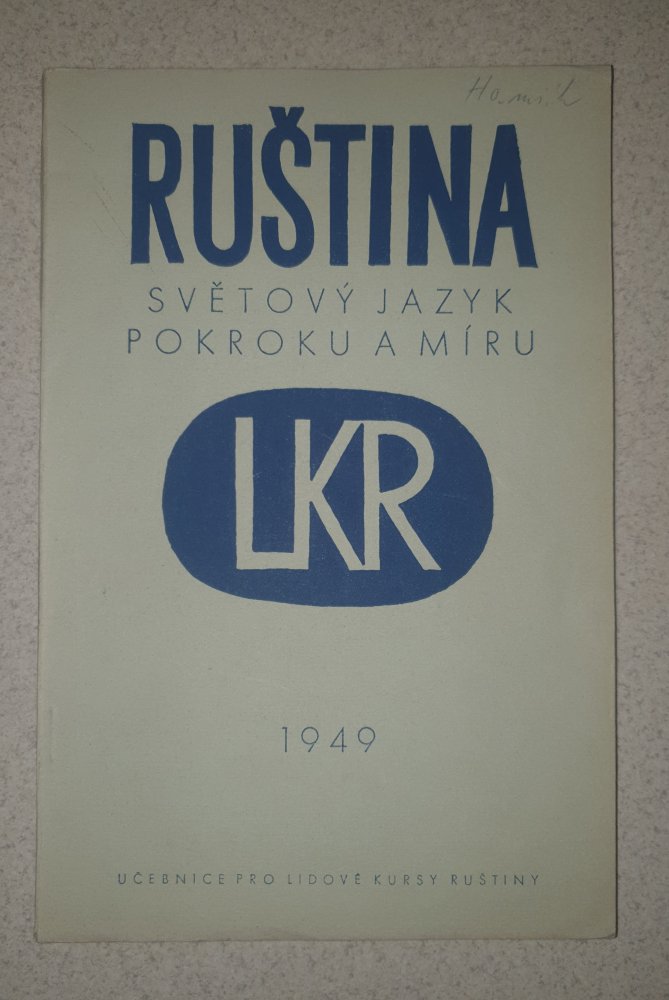 RUŠTINA
SVĚTOVÝ JAZYK
POKROKU A MÍRU
LKR
1949
UČEBNICE PRO LIDOVÉ KURSY RUŠTINY